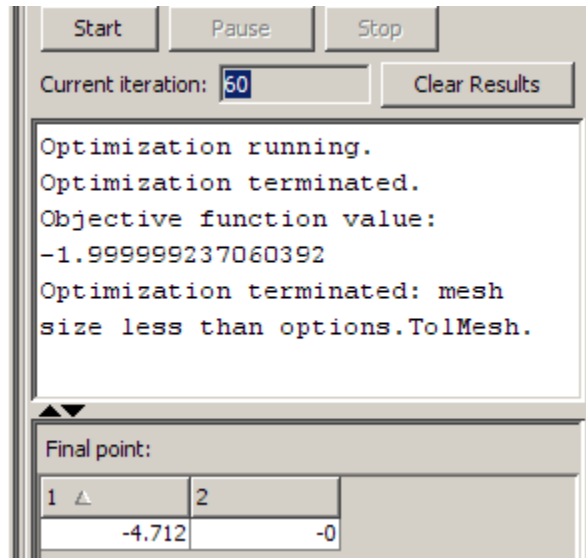 Start Pause Stop
Current iteration: 60 Clear Results
Optimization running.
Optimization terminated.
Objective function value:
-1.999999237060392
Optimization terminated: mesh
size less than options.TolMesh.
Final point:
1 2
-4.712 -0